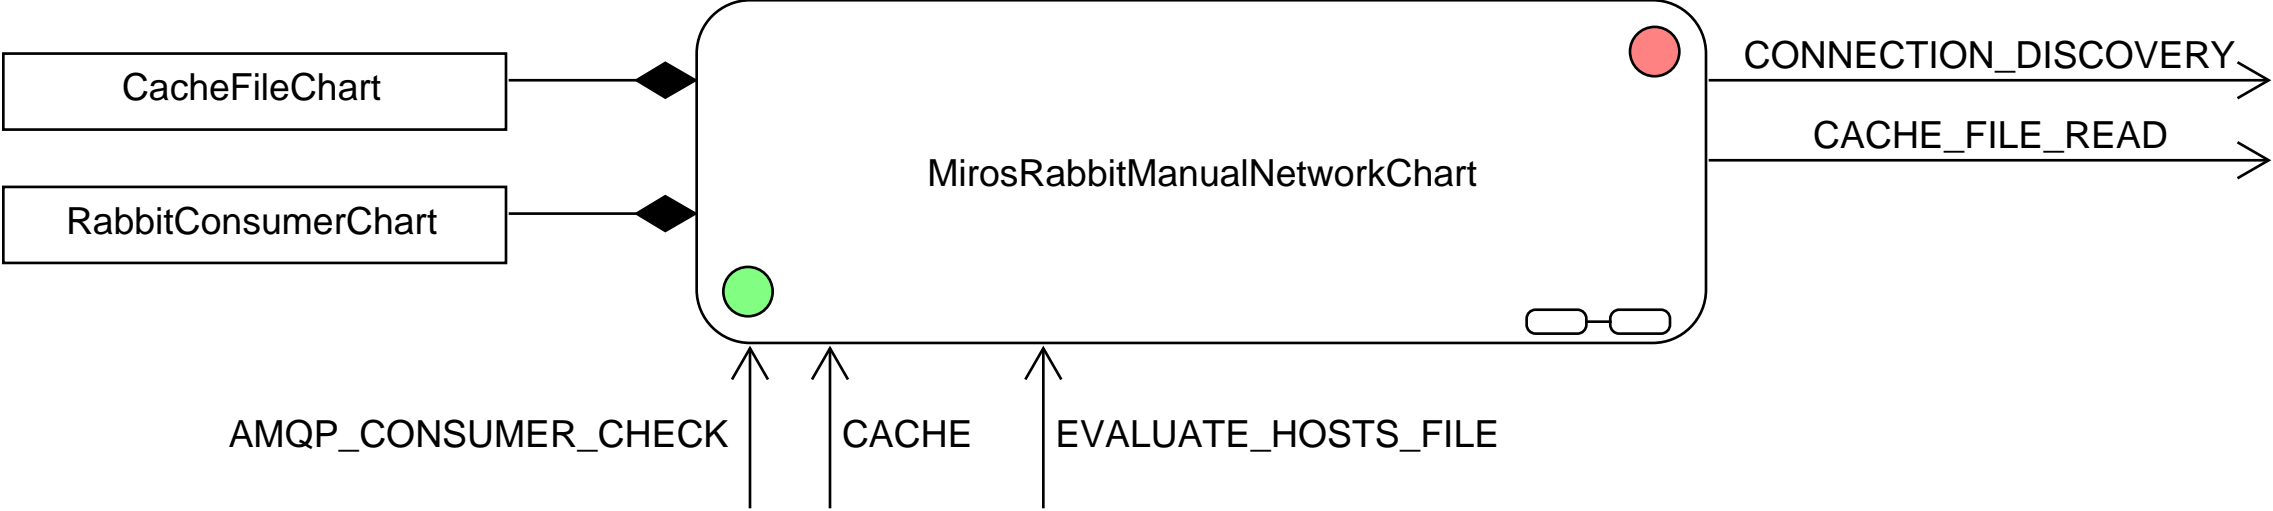 CacheFileChart
RabbitConsumerChart
MirosRabbitManualNetworkChart
CONNECTION_DISCOVERY
CACHE_FILE_READ
AMQP_CONSUMER_CHECK
CACHE
EVALUATE_HOSTS_FILE